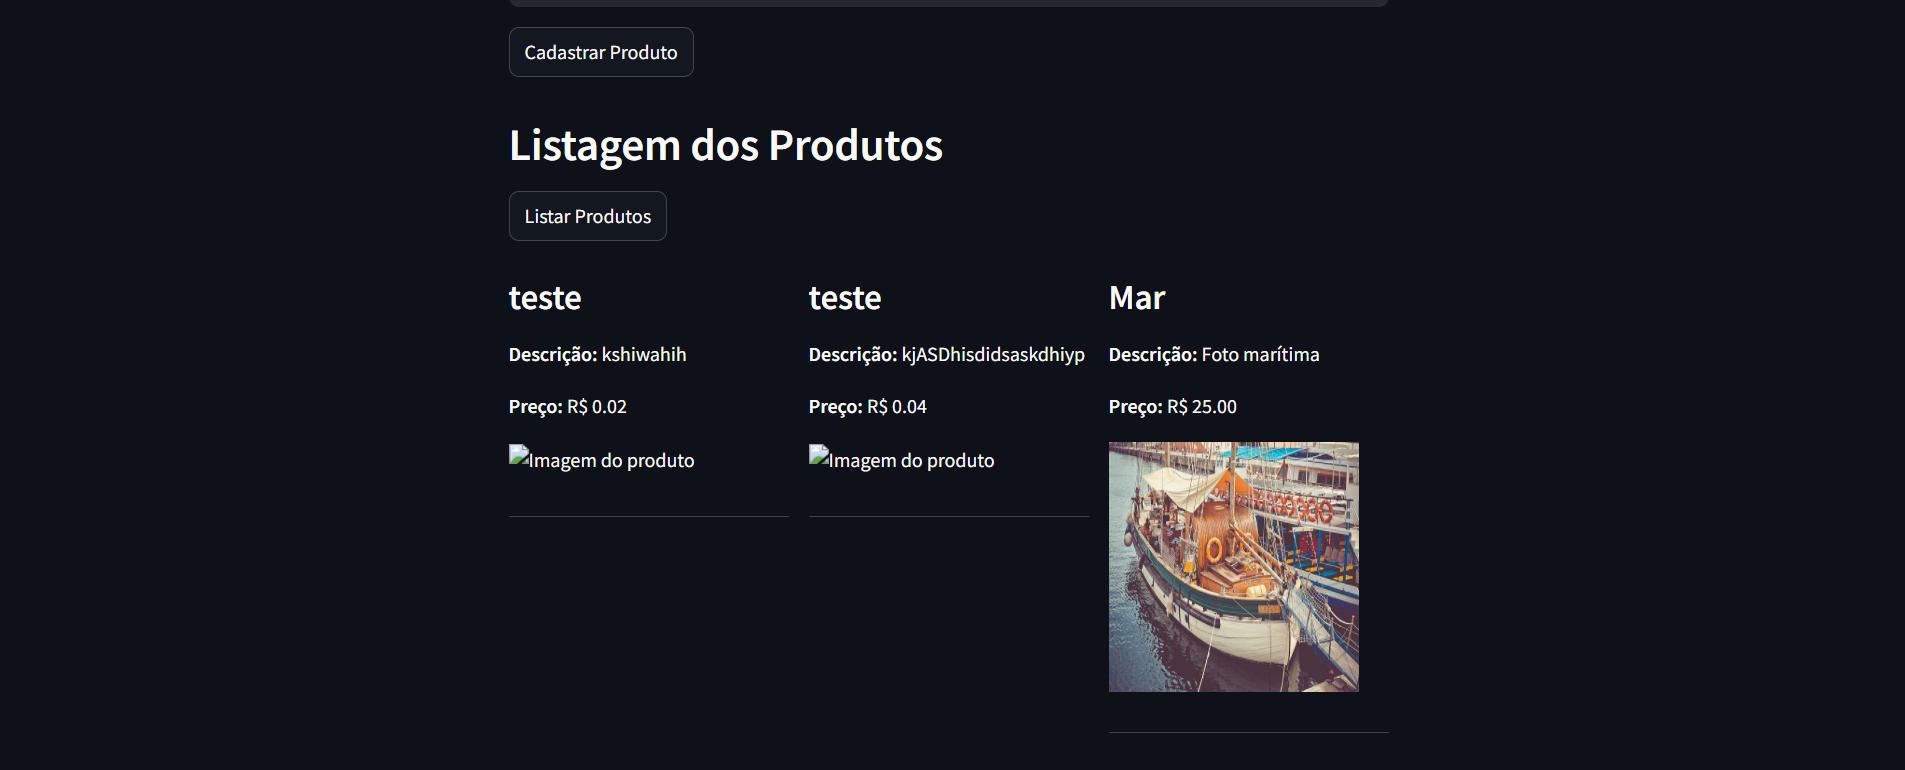 Cadastrar Produto
Listagem dos Produtos
Listar Produtos
teste
Descrição: kshiwahih
Preço: R$ 0.02
Imagem do produto
teste
Descrição: kjASDhisdidsaskdhiyp
Preço: R$ 0.04
Imagem do produto
Mar
Descrição: Foto marítima
Preço: R$ 25.00